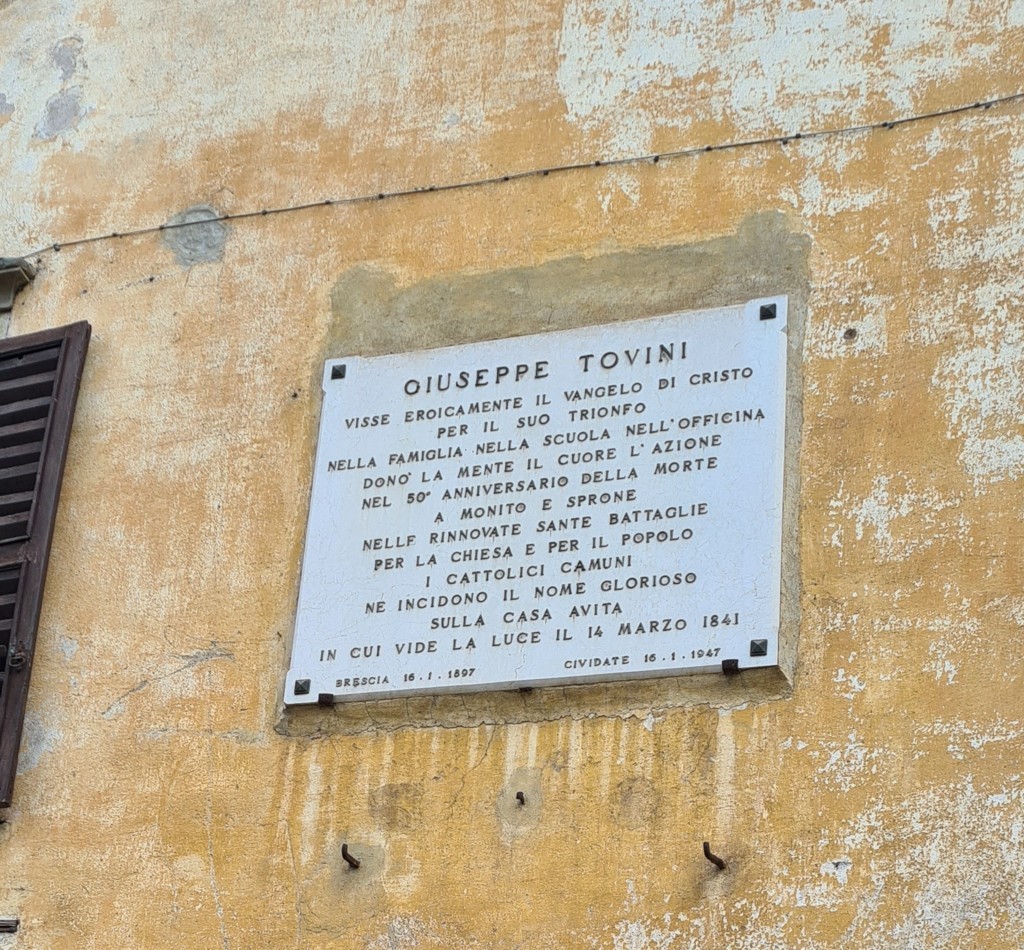 GIUSEPPE TOVINI
VISSE EROICAMENTE IL VANGELO DI CRISTO
PER IL SUO TRIONFO
NELLA FAMIGLIA NELLA SCUOLA NELL'OFFICINA
DONO' LA MENTE IL CUORE L'AZIONE
NEL 50° ANNIVERSARIO DELLA MORTE
A MONITO E SPRONE
NELLE RINNOVATE SANTE BATTAGLIE
PER LA CHIESA E PER IL POPOLO
I CATTOLICI CAMUNI
NE INCIDONO IL NOME GLORIOSO
SULLA CASA AVITA
IN CUI VIDE LA LUCE IL 14 MARZO 1841
BRESCIA 16.1.1897 CIVIDATE 16.1.1947